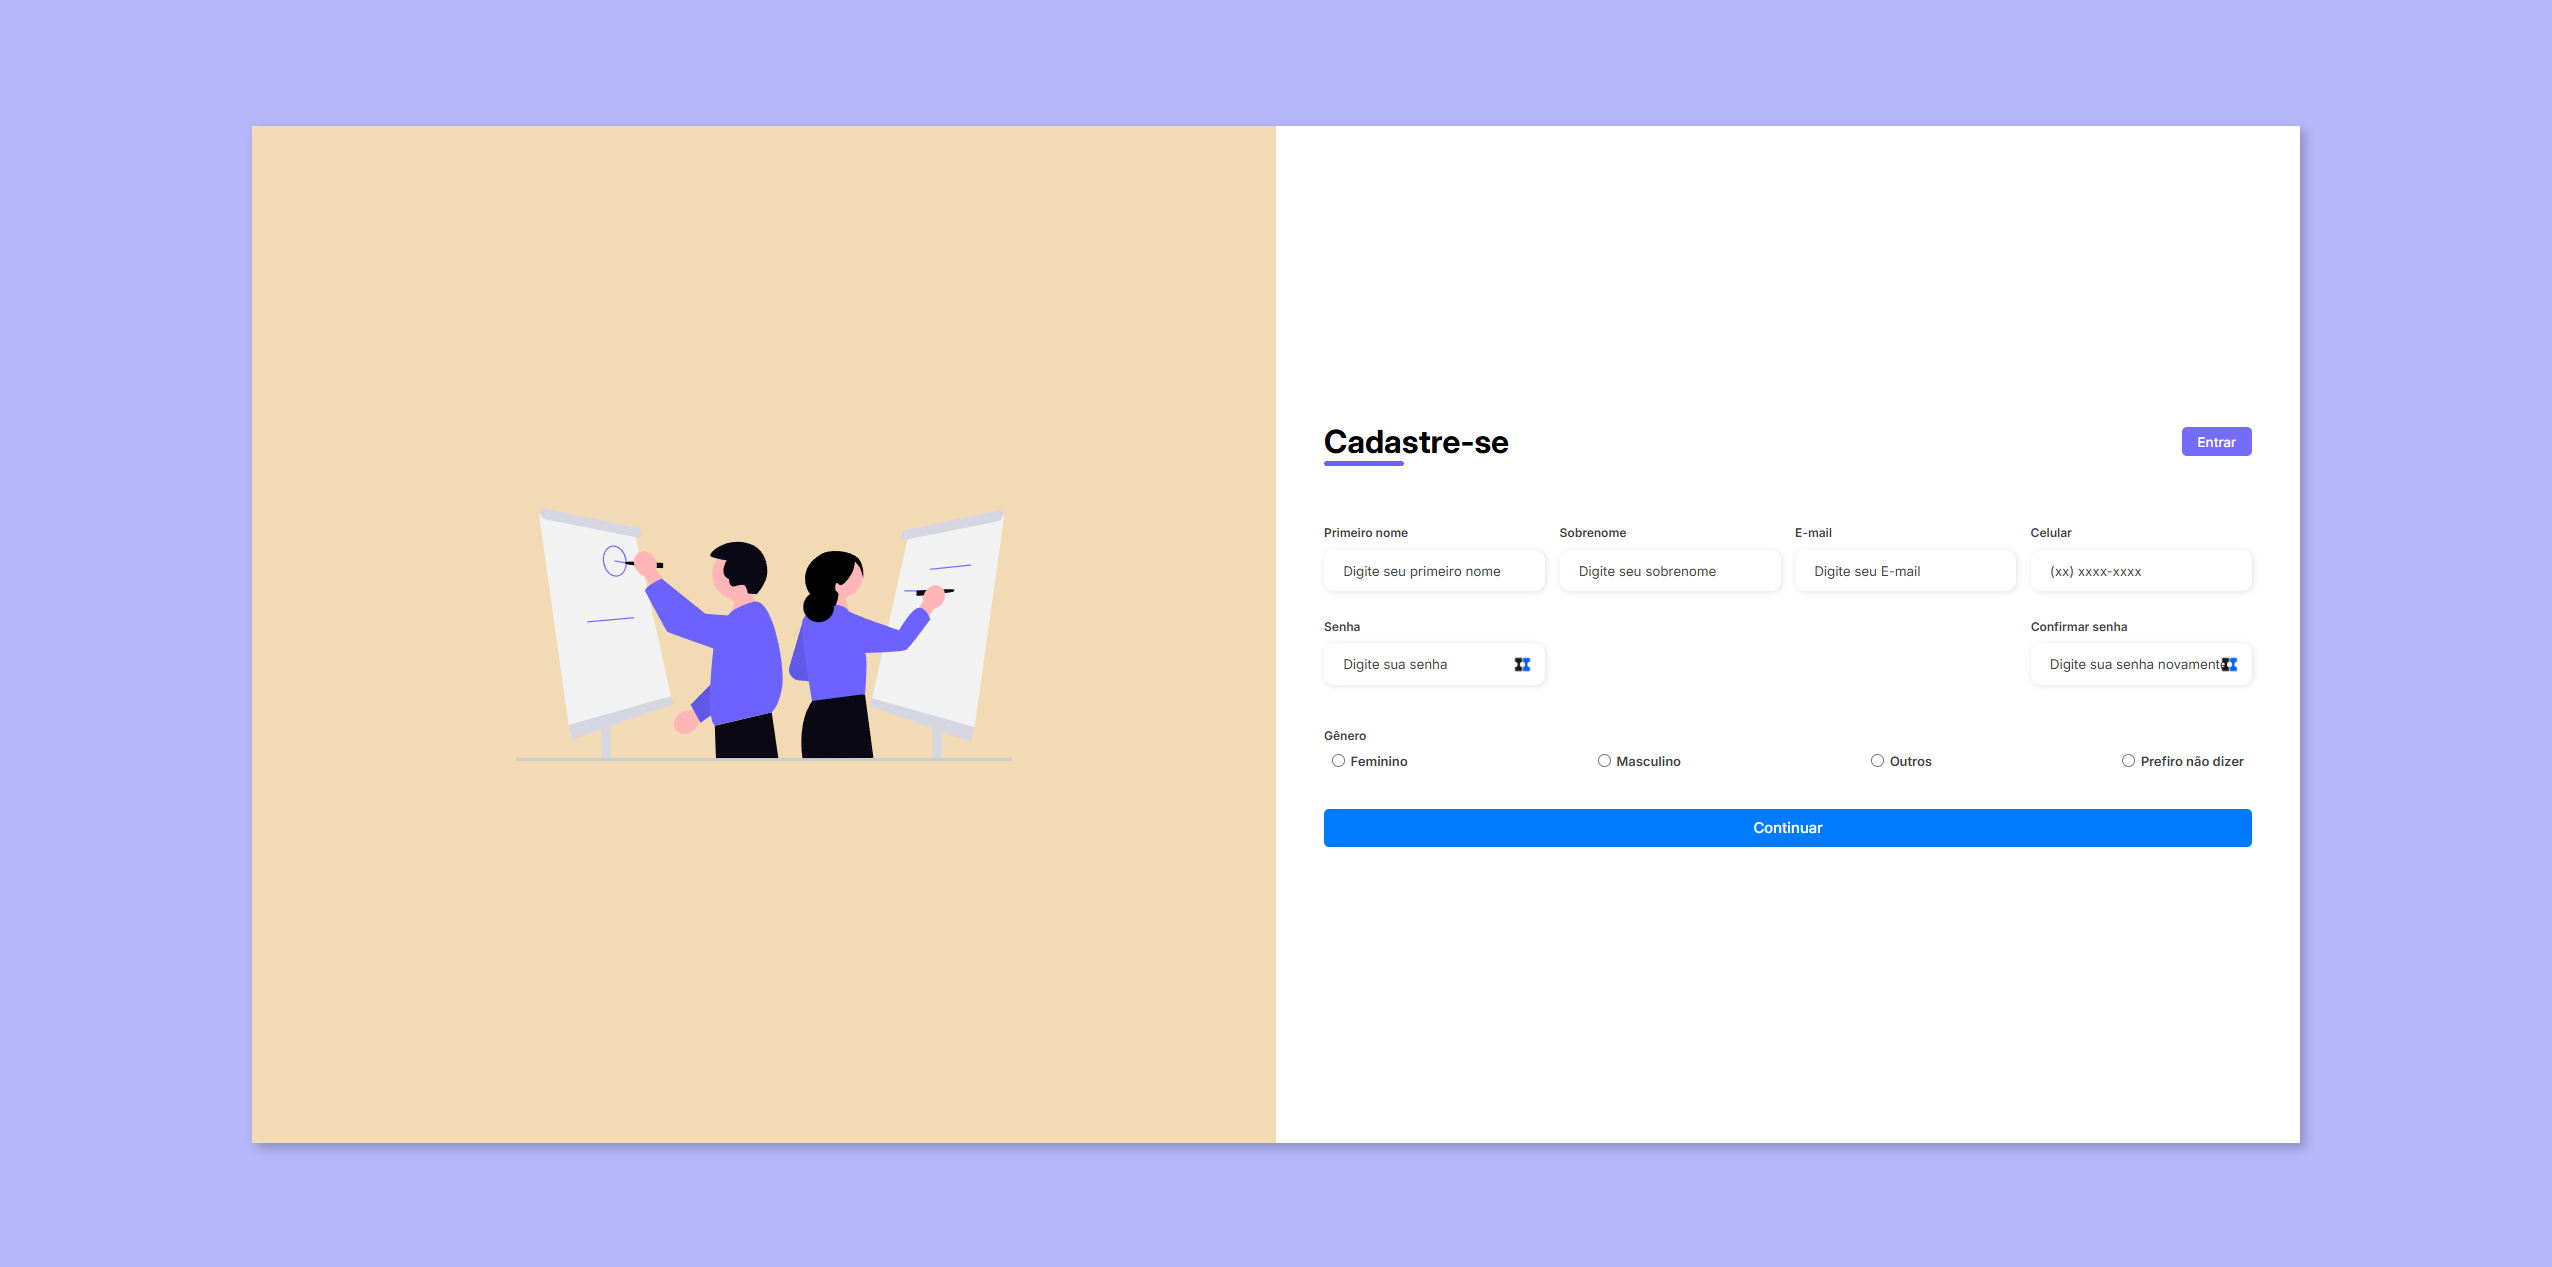 Cadastre-se
Entrar
Primeiro nome
Sobrenome
E-mail
Celular
Digite seu primeiro nome
Digite seu sobrenome
Digite seu E-mail
(xx) xxxx-xxxx
Senha
Confirmar senha
Digite sua senha
Digite sua senha novamente
Gênero
Feminino
Masculino
Outros
Prefiro não dizer
Continuar